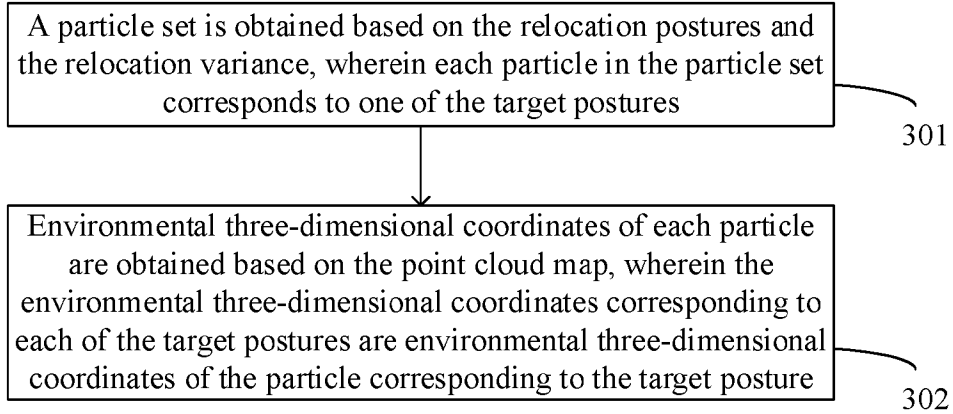 A particle set is obtained based on the relocation postures and
the relocation variance, wherein each particle in the particle set
corresponds to one of the target postures
301
Environmental three-dimensional coordinates of each particle
are obtained based on the point cloud map, wherein the
environmental three-dimensional coordinates corresponding to
each of the target postures are environmental three-dimensional
coordinates of the particle corresponding to the target posture
302